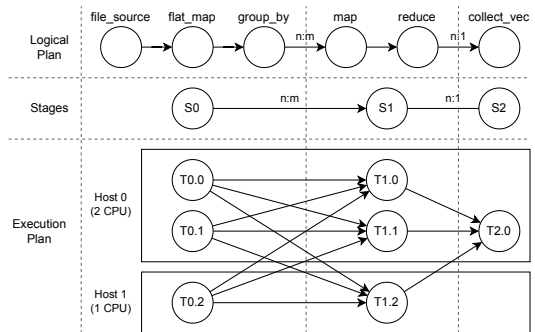 file_source flat_map group_by map reduce collect_vec
Logical
Plan
n:m n:1
Stages
S0 n:m S1 n:1 S2
Execution
Plan
Host 0
(2 CPU)
T0.0 T1.0
T0.1 T1.1 T2.0
Host 1
(1 CPU)
T0.2 T1.2